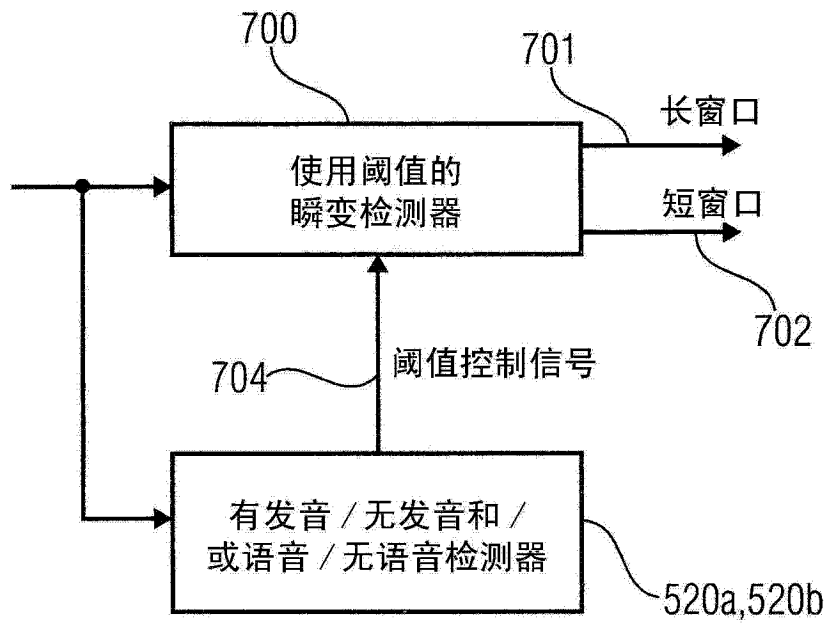 700
701
长窗口
使用阈值的
瞬变检测器
短窗口
702
704
阈值控制信号
有发音/无发音和/
或语音/无语音检测器
520a,520b